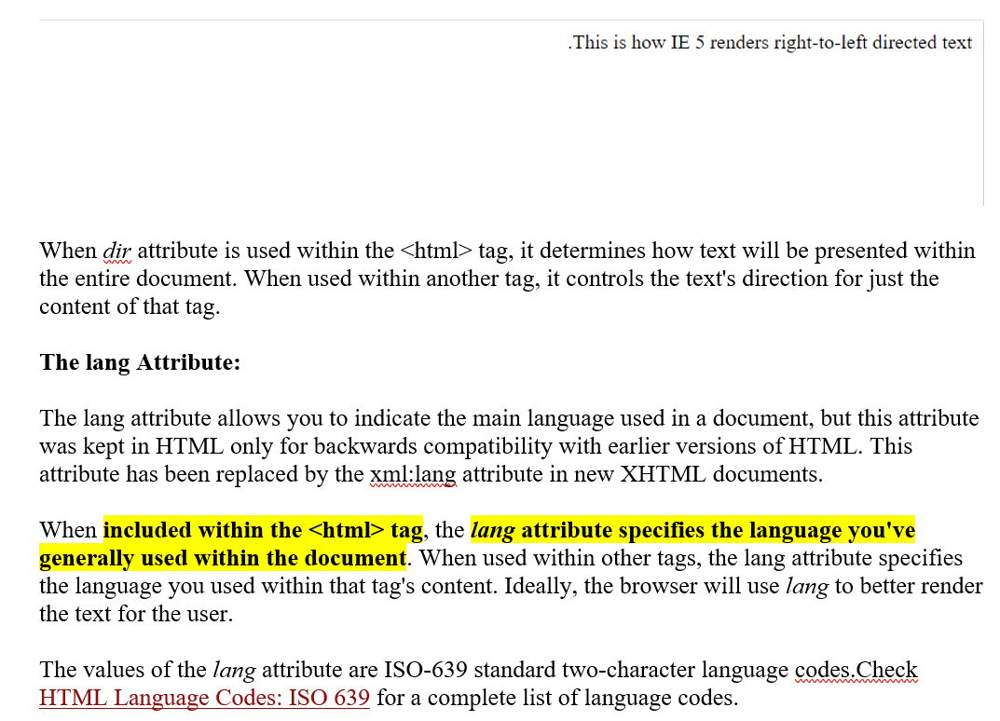 .This is how IE 5 renders right-to-left directed text
When dir attribute is used within the <html> tag, it determines how text will be presented within
the entire document. When used within another tag, it controls the text's direction for just the
content of that tag.
The lang Attribute:
The lang attribute allows you to indicate the main language used in a document, but this attribute
was kept in HTML only for backwards compatibility with earlier versions of HTML. This
attribute has been replaced by the xml:lang attribute in new XHTML documents.
When included within the <html> tag, the lang attribute specifies the language you've
generally used within the document. When used within other tags, the lang attribute specifies
the language you used within that tag's content. Ideally, the browser will use lang to better render
the text for the user.
The values of the lang attribute are ISO-639 standard two-character language codes.Check
HTML Language Codes: ISO 639 for a complete list of language codes.